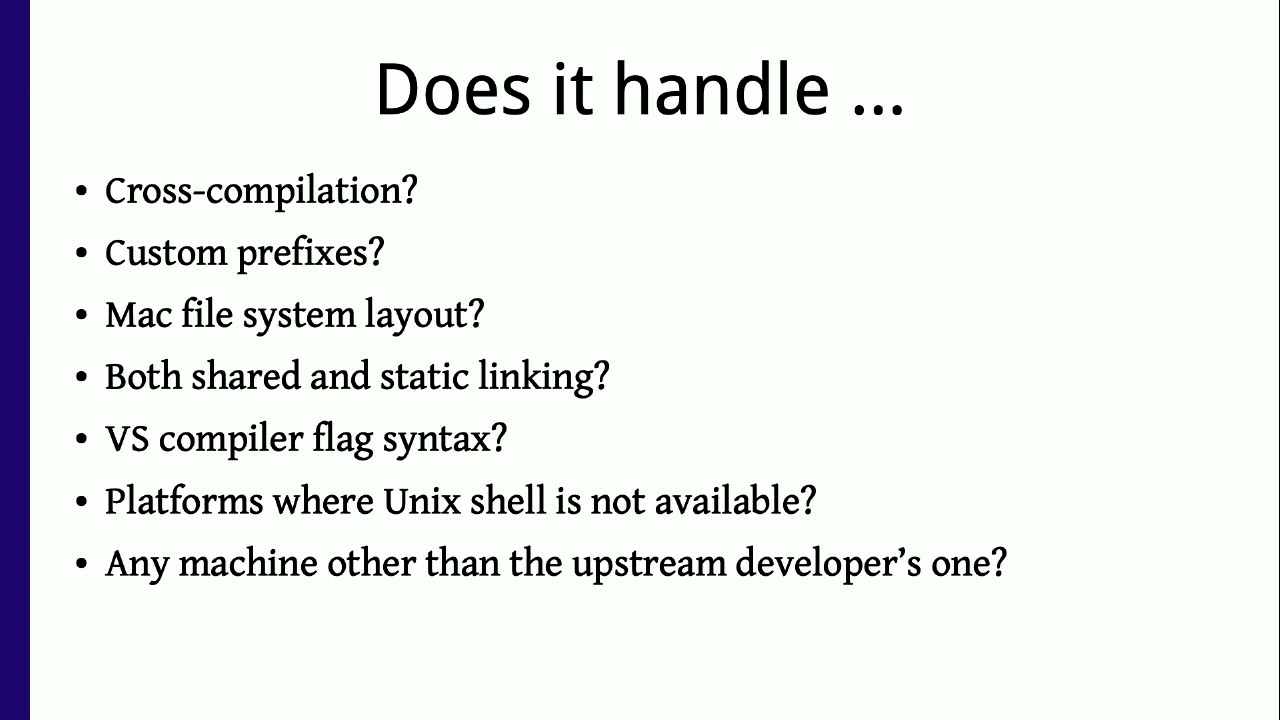 Does it handle ...
• Cross-compilation?
• Custom prefixes?
• Mac file system layout?
• Both shared and static linking?
• VS compiler flag syntax?
• Platforms where Unix shell is not available?
• Any machine other than the upstream developer’s one?